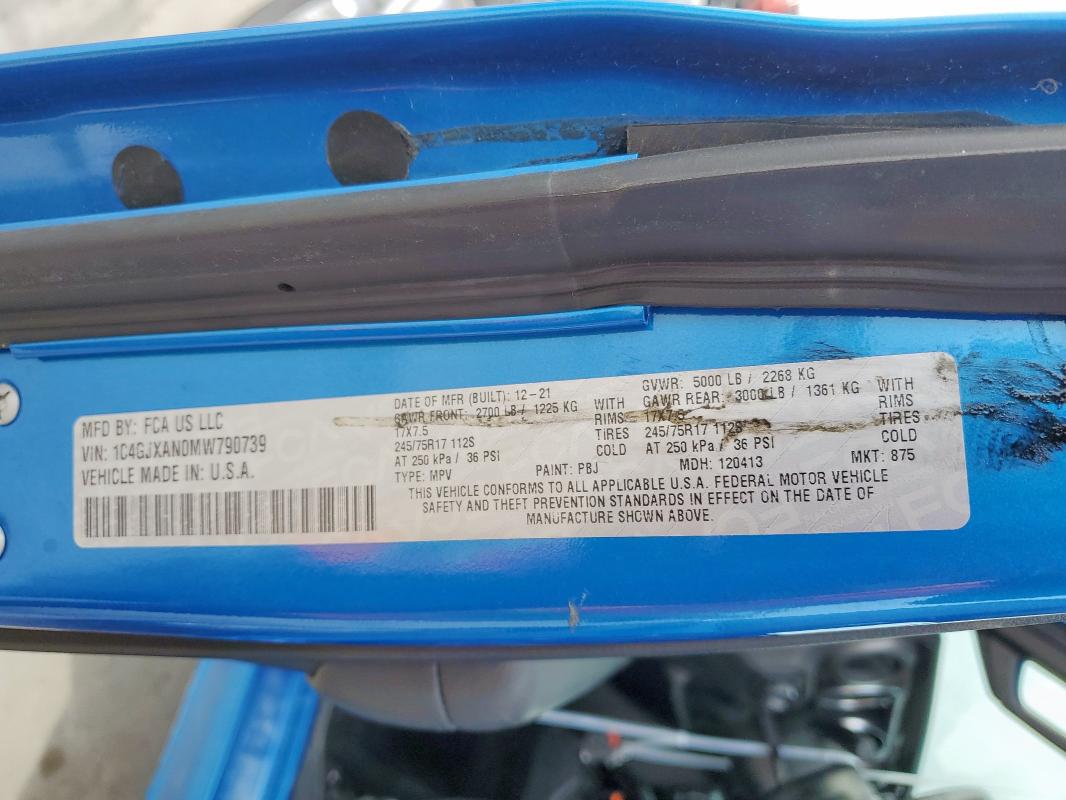 MFD BY: FCA US LLC
VIN: 1C4GJXAN0MW790739
VEHICLE MADE IN: U.S.A.
DATE OF MFR (BUILT): 12-21 GVWR: 5000 LB / 2268 KG
GAWR FRONT: 2700 LB / 1225 KG WITH GAWR REAR: 3000 LB / 1361 KG WITH
17X7.5 RIMS 17X7.5 RIMS
245/75R17 112S TIRES 245/75R17 112S TIRES
AT 250 kPa / 36 PSI COLD AT 250 kPa / 36 PSI COLD
TYPE: MPV PAINT: PBJ MDH: 120413 MKT: 875
THIS VEHICLE CONFORMS TO ALL APPLICABLE U.S.A. FEDERAL MOTOR VEHICLE
SAFETY AND THEFT PREVENTION STANDARDS IN EFFECT ON THE DATE OF
MANUFACTURE SHOWN ABOVE.